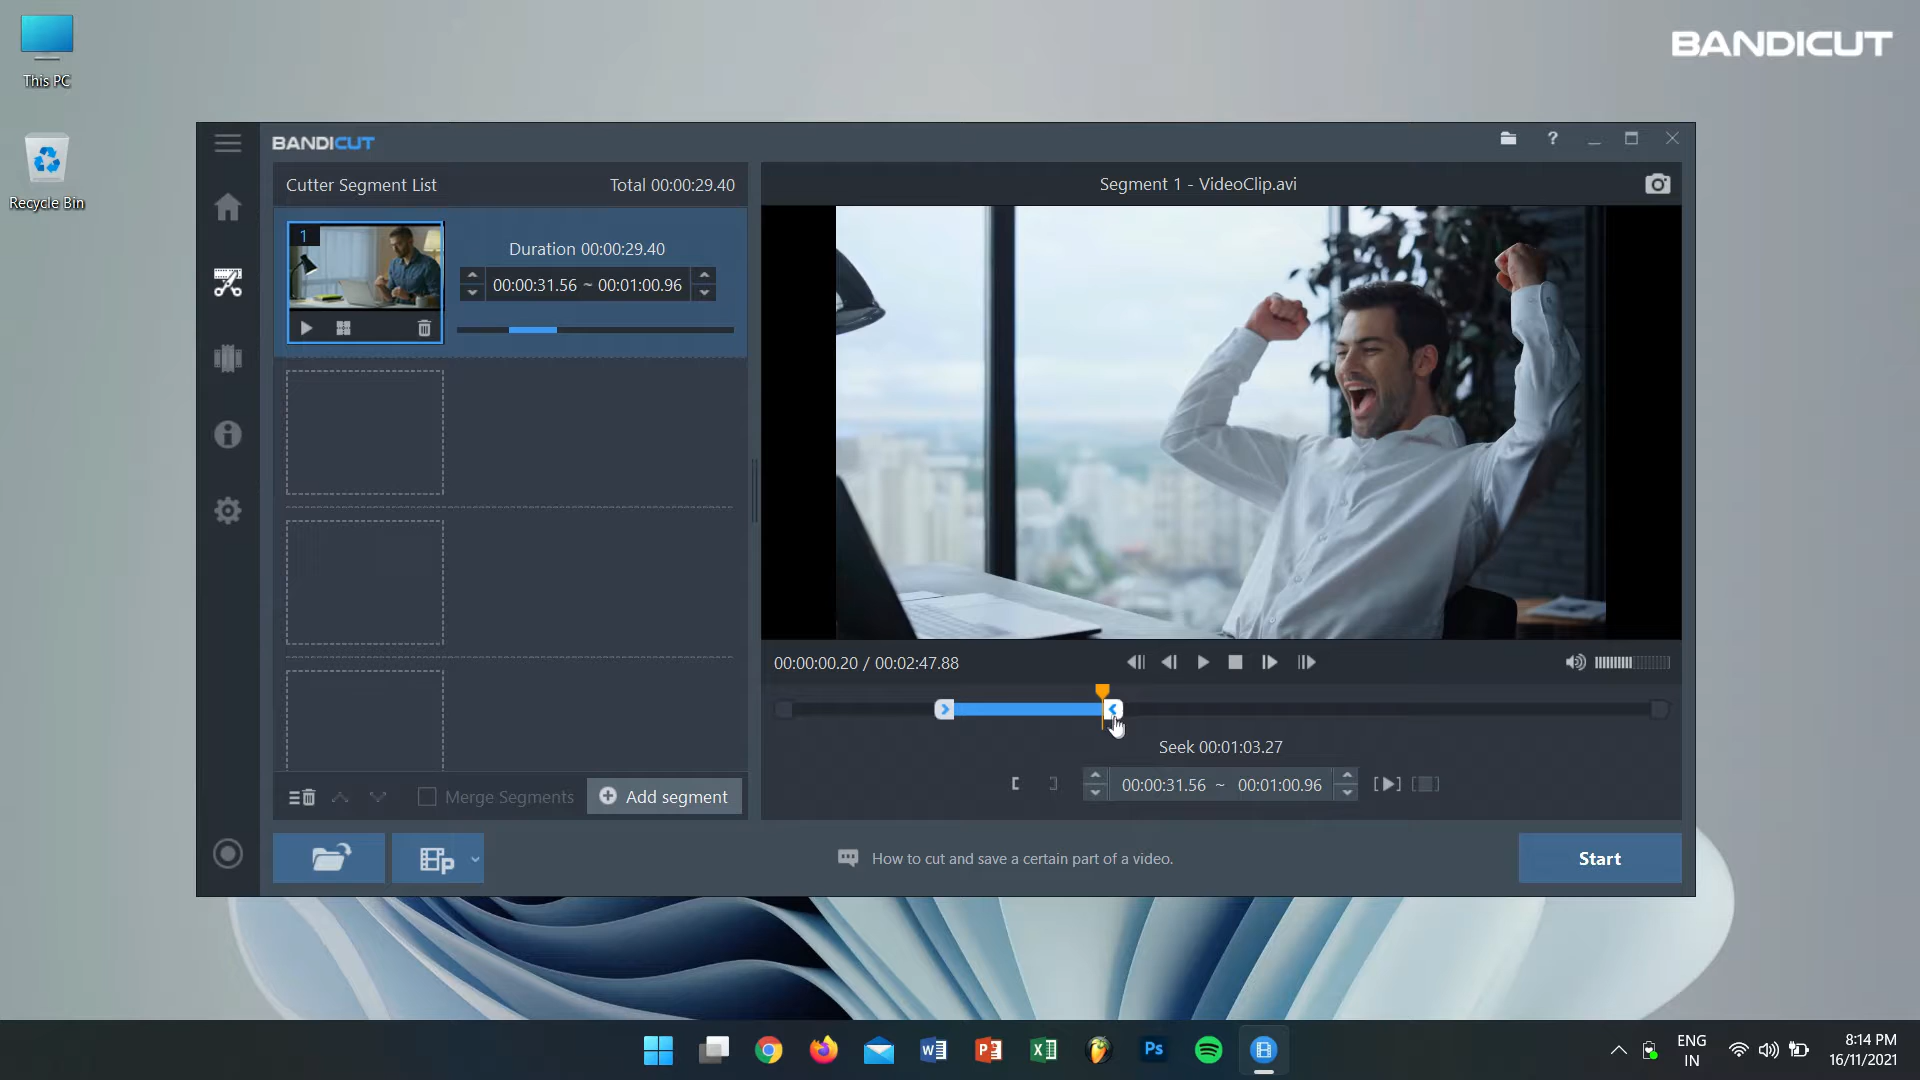 This PC
Recycle Bin
BANDICUT
BANDICUT
?
Cutter Segment List
Total 00:00:29.40
1
Duration 00:00:29.40
00:00:31.56 ~ 00:01:00.96
Merge Segments
Add segment
Segment 1 - VideoClip.avi
00:00:00.20 / 00:02:47.88
Seek 00:01:03.27
00:00:31.56 ~ 00:01:00.96
How to cut and save a certain part of a video.
Start
ENG
IN
8:14 PM
16/11/2021